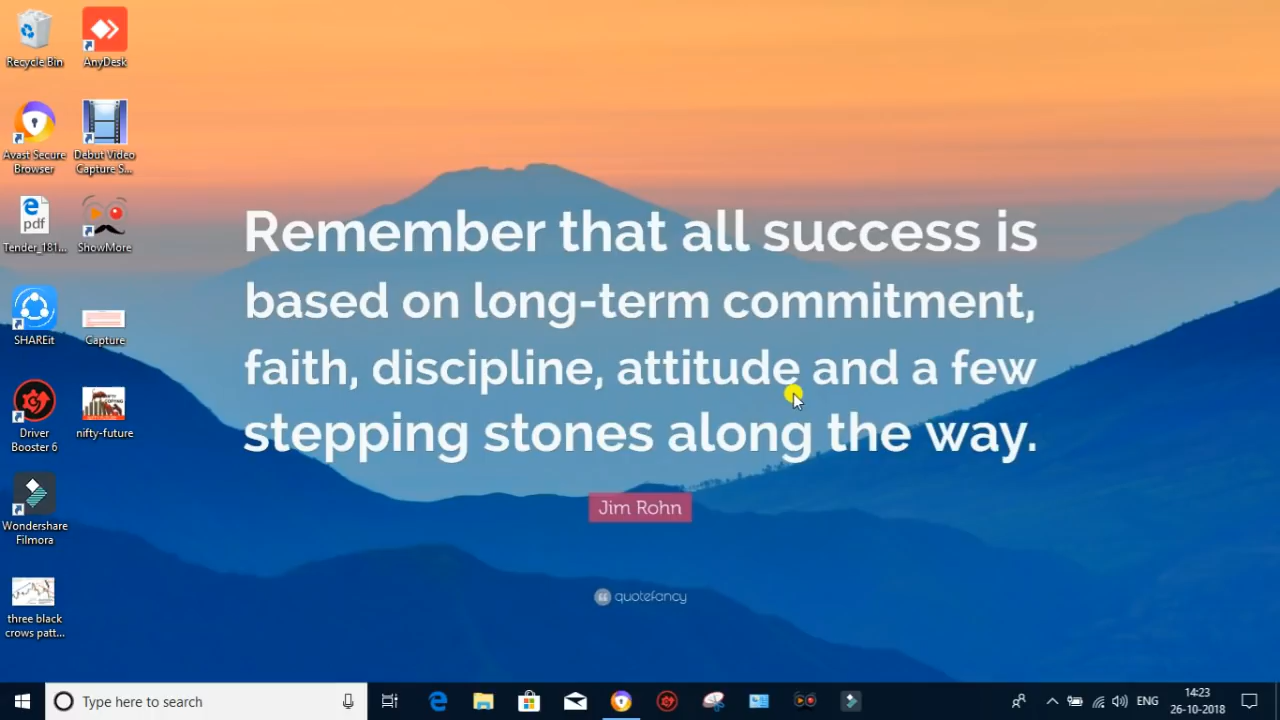 Recycle Bin
AnyDesk
Avast Secure
Browser
Debut Video
Capture S...
pdf
Tender_181...
ShowMore
SHAREit
Capture
Driver
Booster 6
nifty-future
Wondershare
Filmora
three black
crows patt...
Remember that all success is
based on long-term commitment,
faith, discipline, attitude and a few
stepping stones along the way.
Jim Rohn
quotefancy
Type here to search
ENG
14:23
26-10-2018